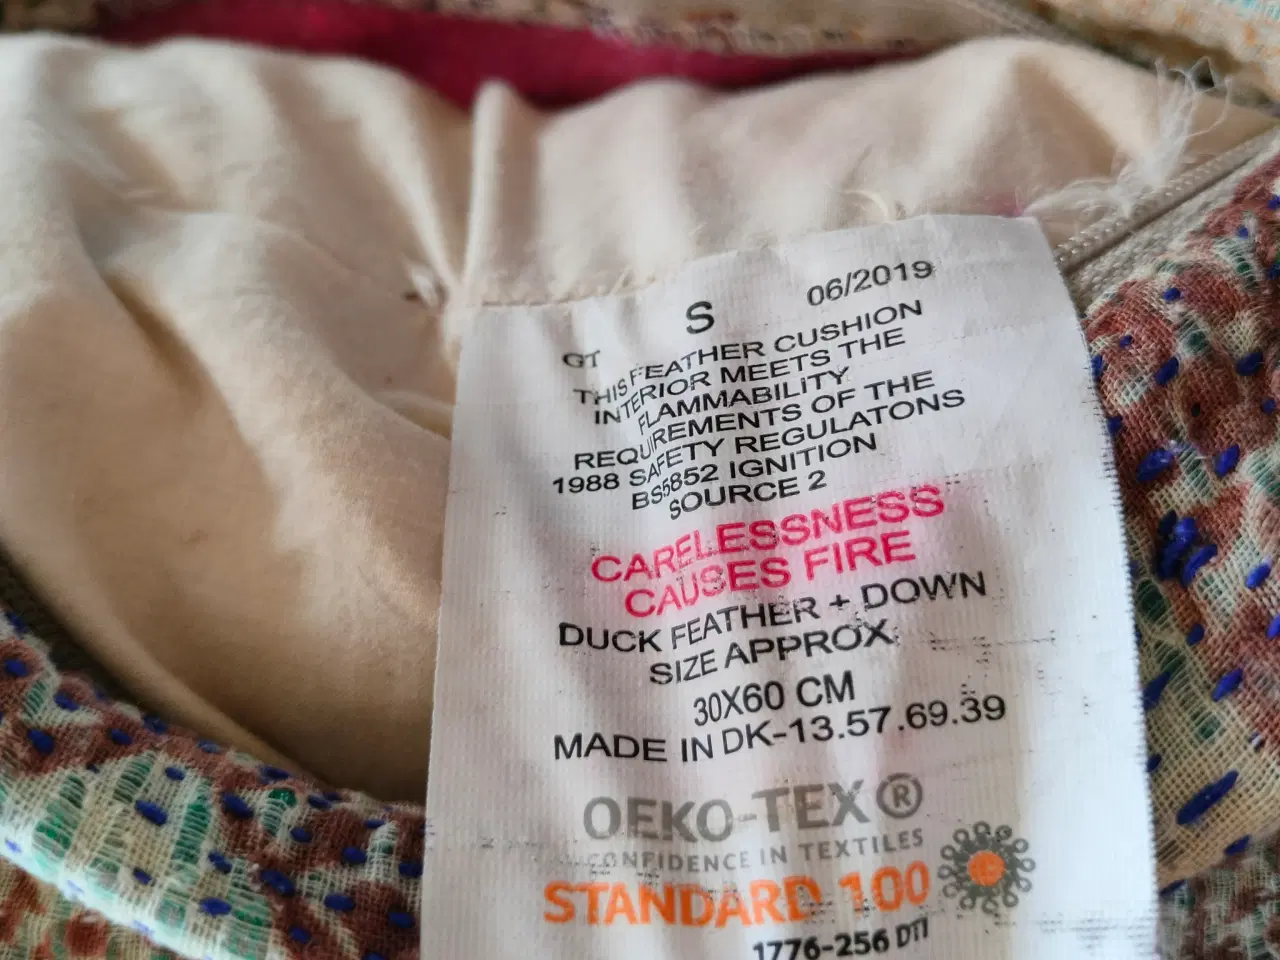 S 06/2019
GT
THIS FEATHER CUSHION
INTERIOR MEETS THE
FLAMMABILITY
REQUIREMENTS OF THE
1988 SAFETY REGULATONS
BS5852 IGNITION
SOURCE 2
CARELESSNESS
CAUSES FIRE
DUCK FEATHER + DOWN
SIZE APPROX
30X60 CM
MADE IN DK-13.57.69.39
OEKO-TEX®
CONFIDENCE IN TEXTILES
STANDARD 100
1776-256 DTI